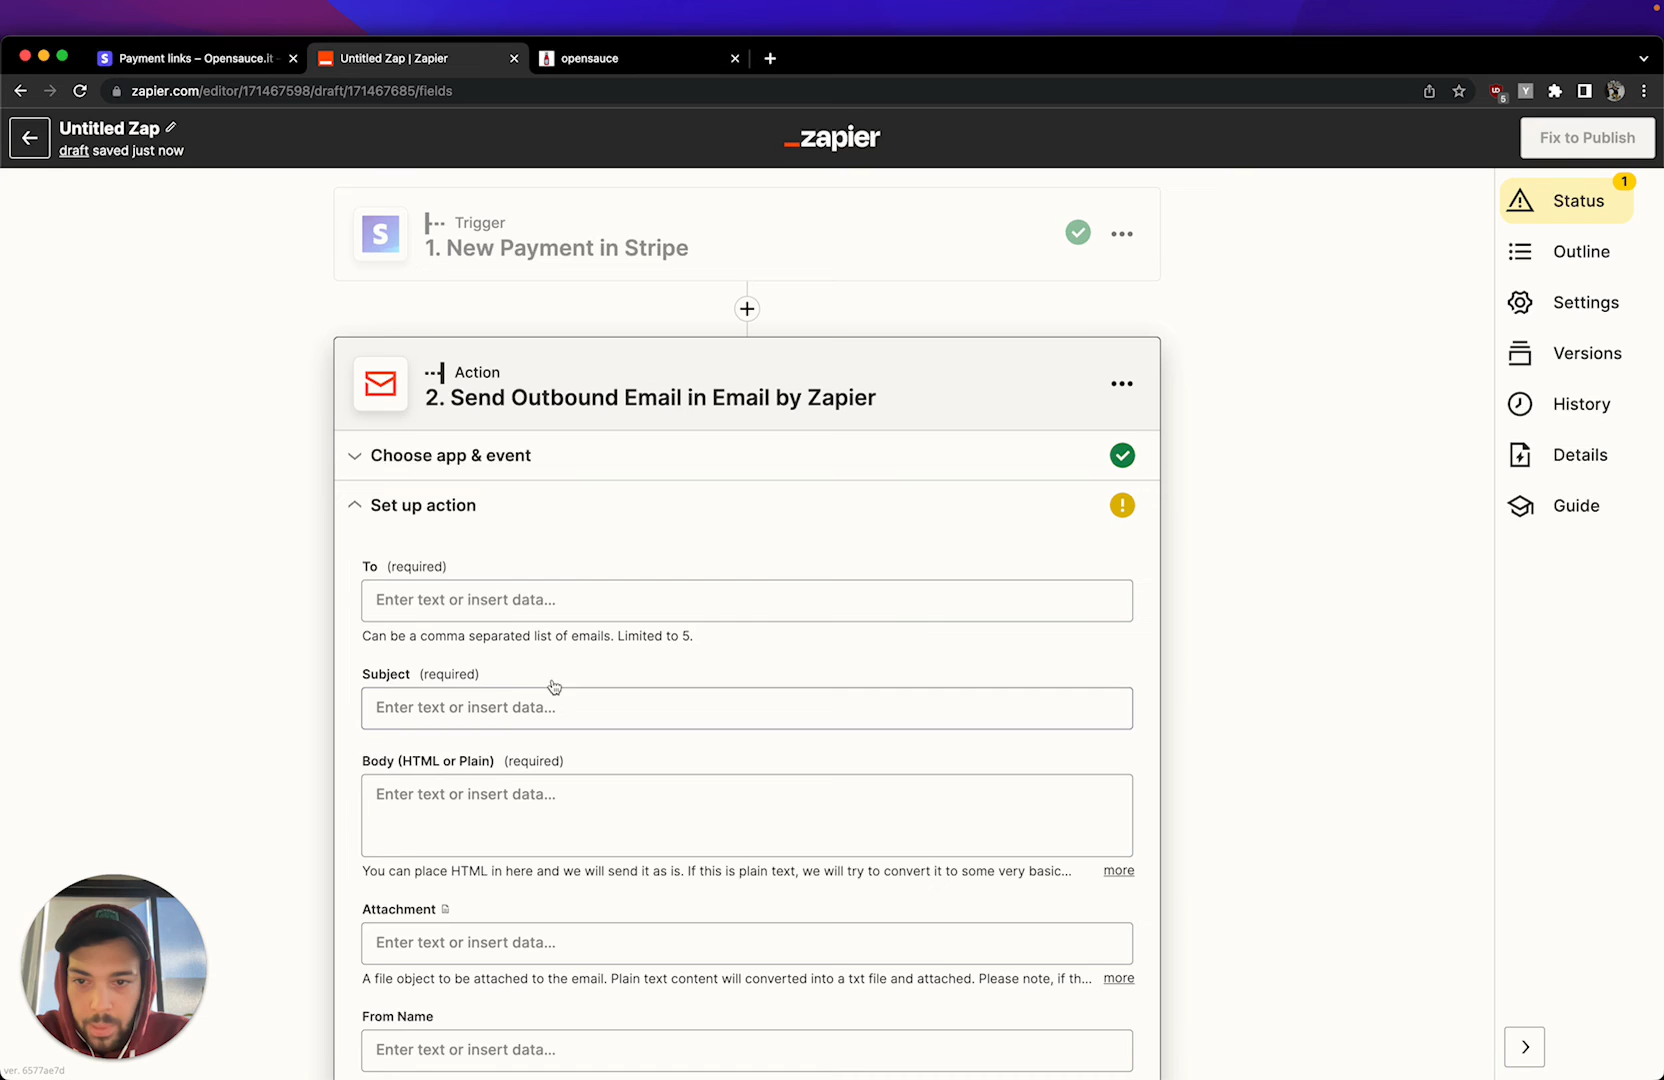 Payment links – Opensauce.it
Untitled Zap | Zapier
opensauce
zapier.com/editor/171467598/draft/171467685/fields
5
Y
Untitled Zap
draft saved just now
zapier
Fix to Publish
S
Trigger
1. New Payment in Stripe
Action
2. Send Outbound Email in Email by Zapier
Choose app & event
Set up action
To (required)
Enter text or insert data...
Can be a comma separated list of emails. Limited to 5.
Subject (required)
Enter text or insert data...
Body (HTML or Plain) (required)
Enter text or insert data...
You can place HTML in here and we will send it as is. If this is plain text, we will try to convert it to some very basic... more
Attachment
Enter text or insert data...
A file object to be attached to the email. Plain text content will converted into a txt file and attached. Please note, if th... more
From Name
Enter text or insert data...
1
Status
Outline
Settings
Versions
History
Details
Guide
ver. 6577ae7d